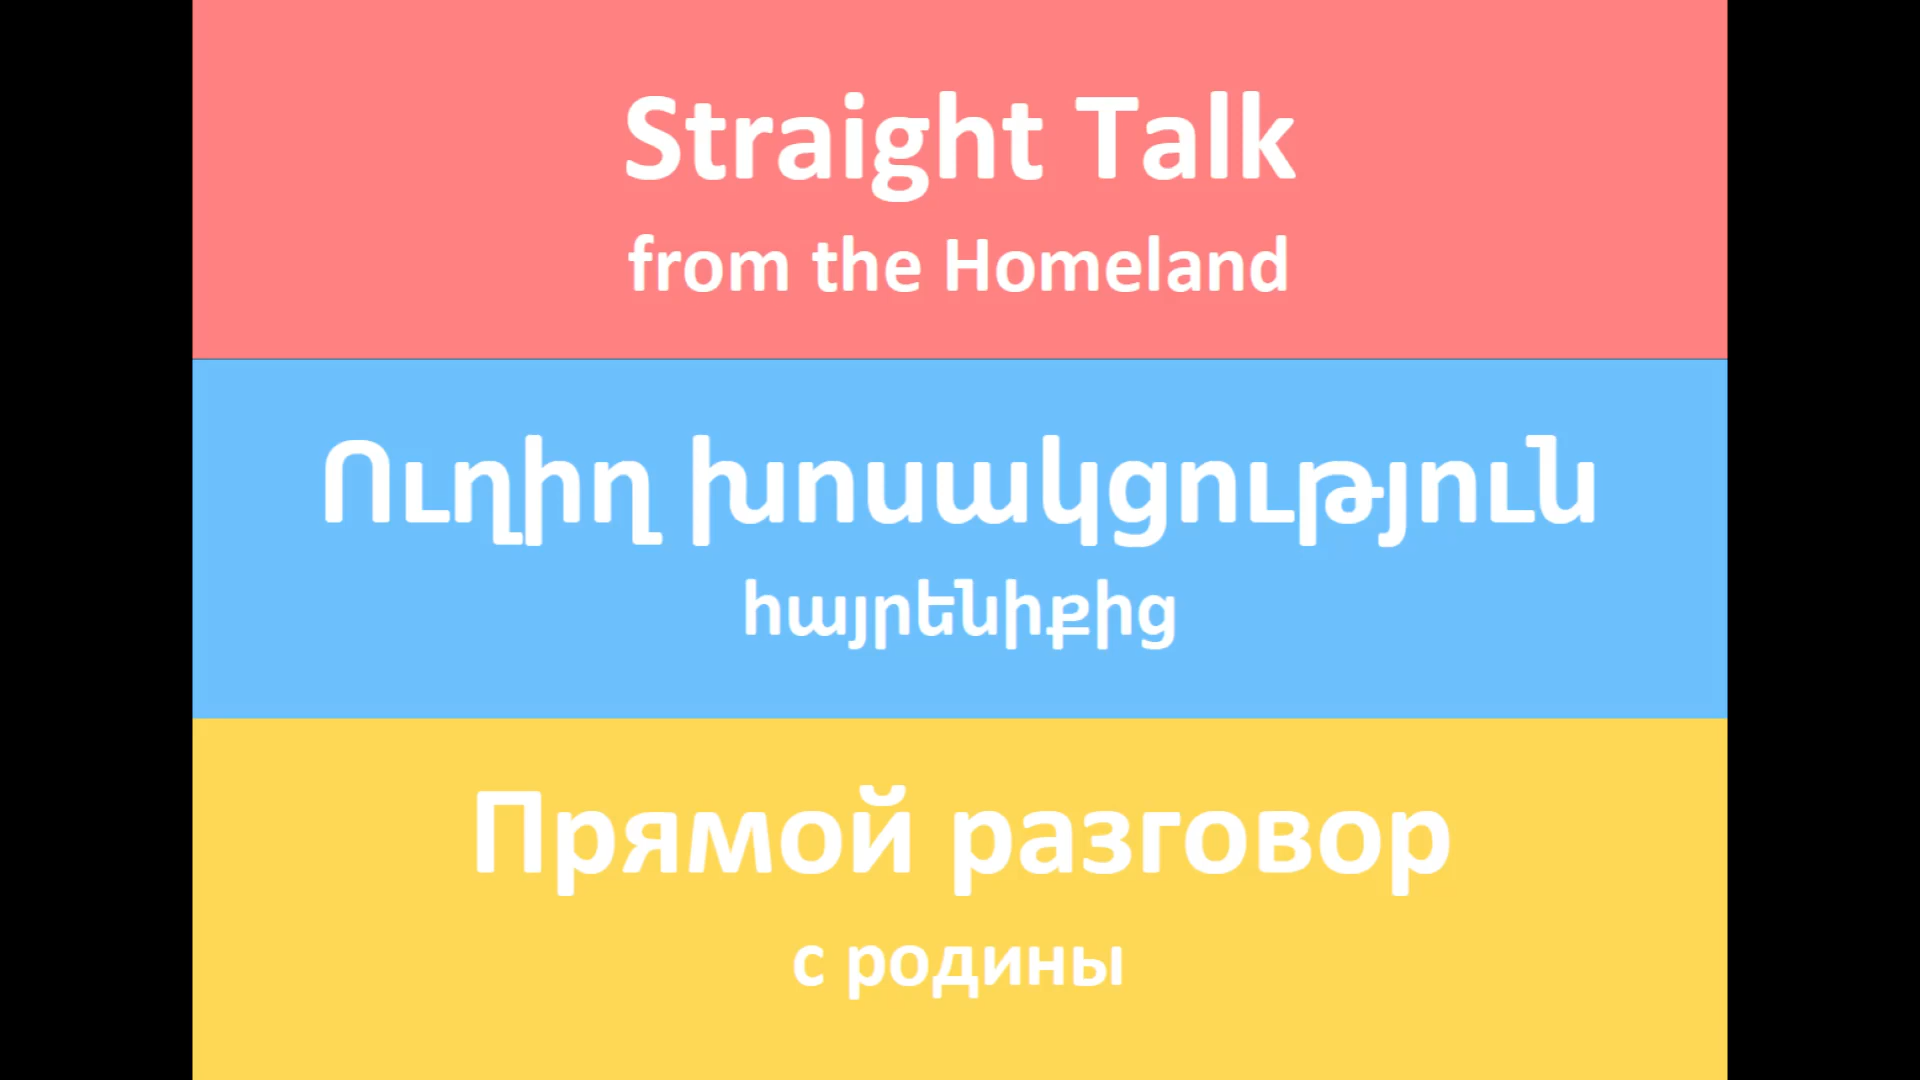 Straight Talk
from the Homeland
Ուղիղ խոսակցություն
հայրենիքից
Прямой разговор
с родины